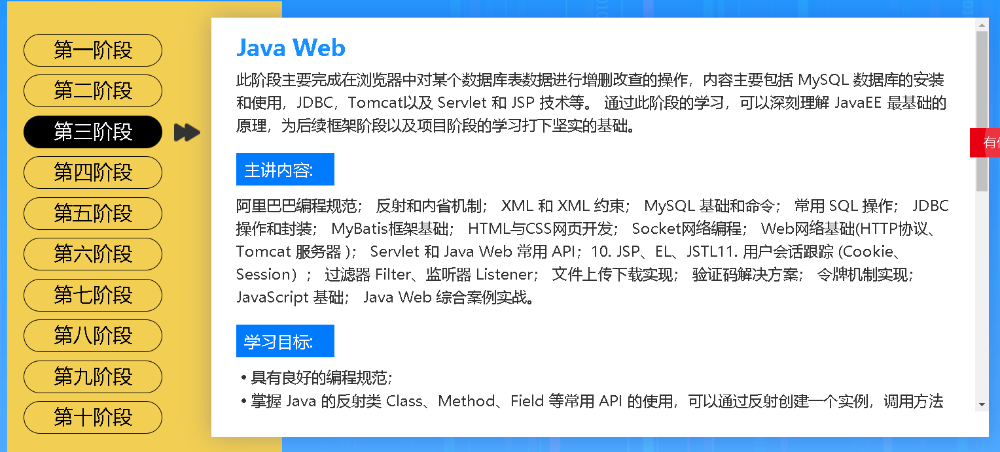 第一阶段
第二阶段
第三阶段
第四阶段
第五阶段
第六阶段
第七阶段
第八阶段
第九阶段
第十阶段
Java Web
此阶段主要完成在浏览器中对某个数据库表数据进行增删改查的操作，内容主要包括 MySQL 数据库的安装
和使用，JDBC，Tomcat以及 Servlet 和 JSP 技术等。 通过此阶段的学习，可以深刻理解 JavaEE 最基础的
原理，为后续框架阶段以及项目阶段的学习打下坚实的基础。
主讲内容:
阿里巴巴编程规范； 反射和内省机制； XML 和 XML 约束； MySQL 基础和命令； 常用 SQL 操作； JDBC
操作和封装； MyBatis框架基础； HTML与CSS网页开发； Socket网络编程； Web网络基础(HTTP协议、
Tomcat 服务器 )； Servlet 和 Java Web 常用 API；10. JSP、EL、JSTL11. 用户会话跟踪 (Cookie、
Session）； 过滤器 Filter、监听器 Listener； 文件上传下载实现； 验证码解决方案； 令牌机制实现；
JavaScript 基础； Java Web 综合案例实战。
学习目标:
• 具有良好的编程规范；
• 掌握 Java 的反射类 Class、Method、Field 等常用 API 的使用，可以通过反射创建一个实例，调用方法
有